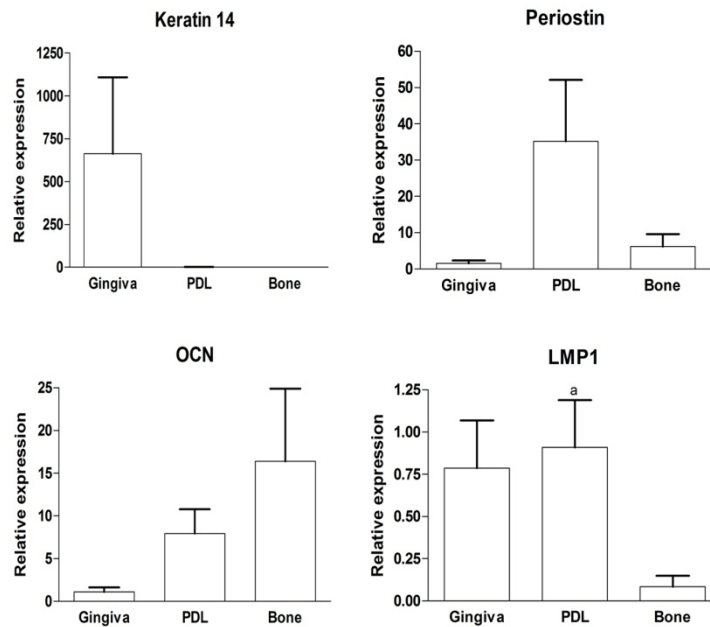 Keratin 14
Relative expression
1250
1000
750
500
250
0
Gingiva PDL Bone
Periostin
Relative expression
60
50
40
30
20
10
0
Gingiva PDL Bone
OCN
Relative expression
25
20
15
10
5
0
Gingiva PDL Bone
LMP1
Relative expression
1.25
1.00
0.75
0.50
0.25
0.00
a
Gingiva PDL Bone